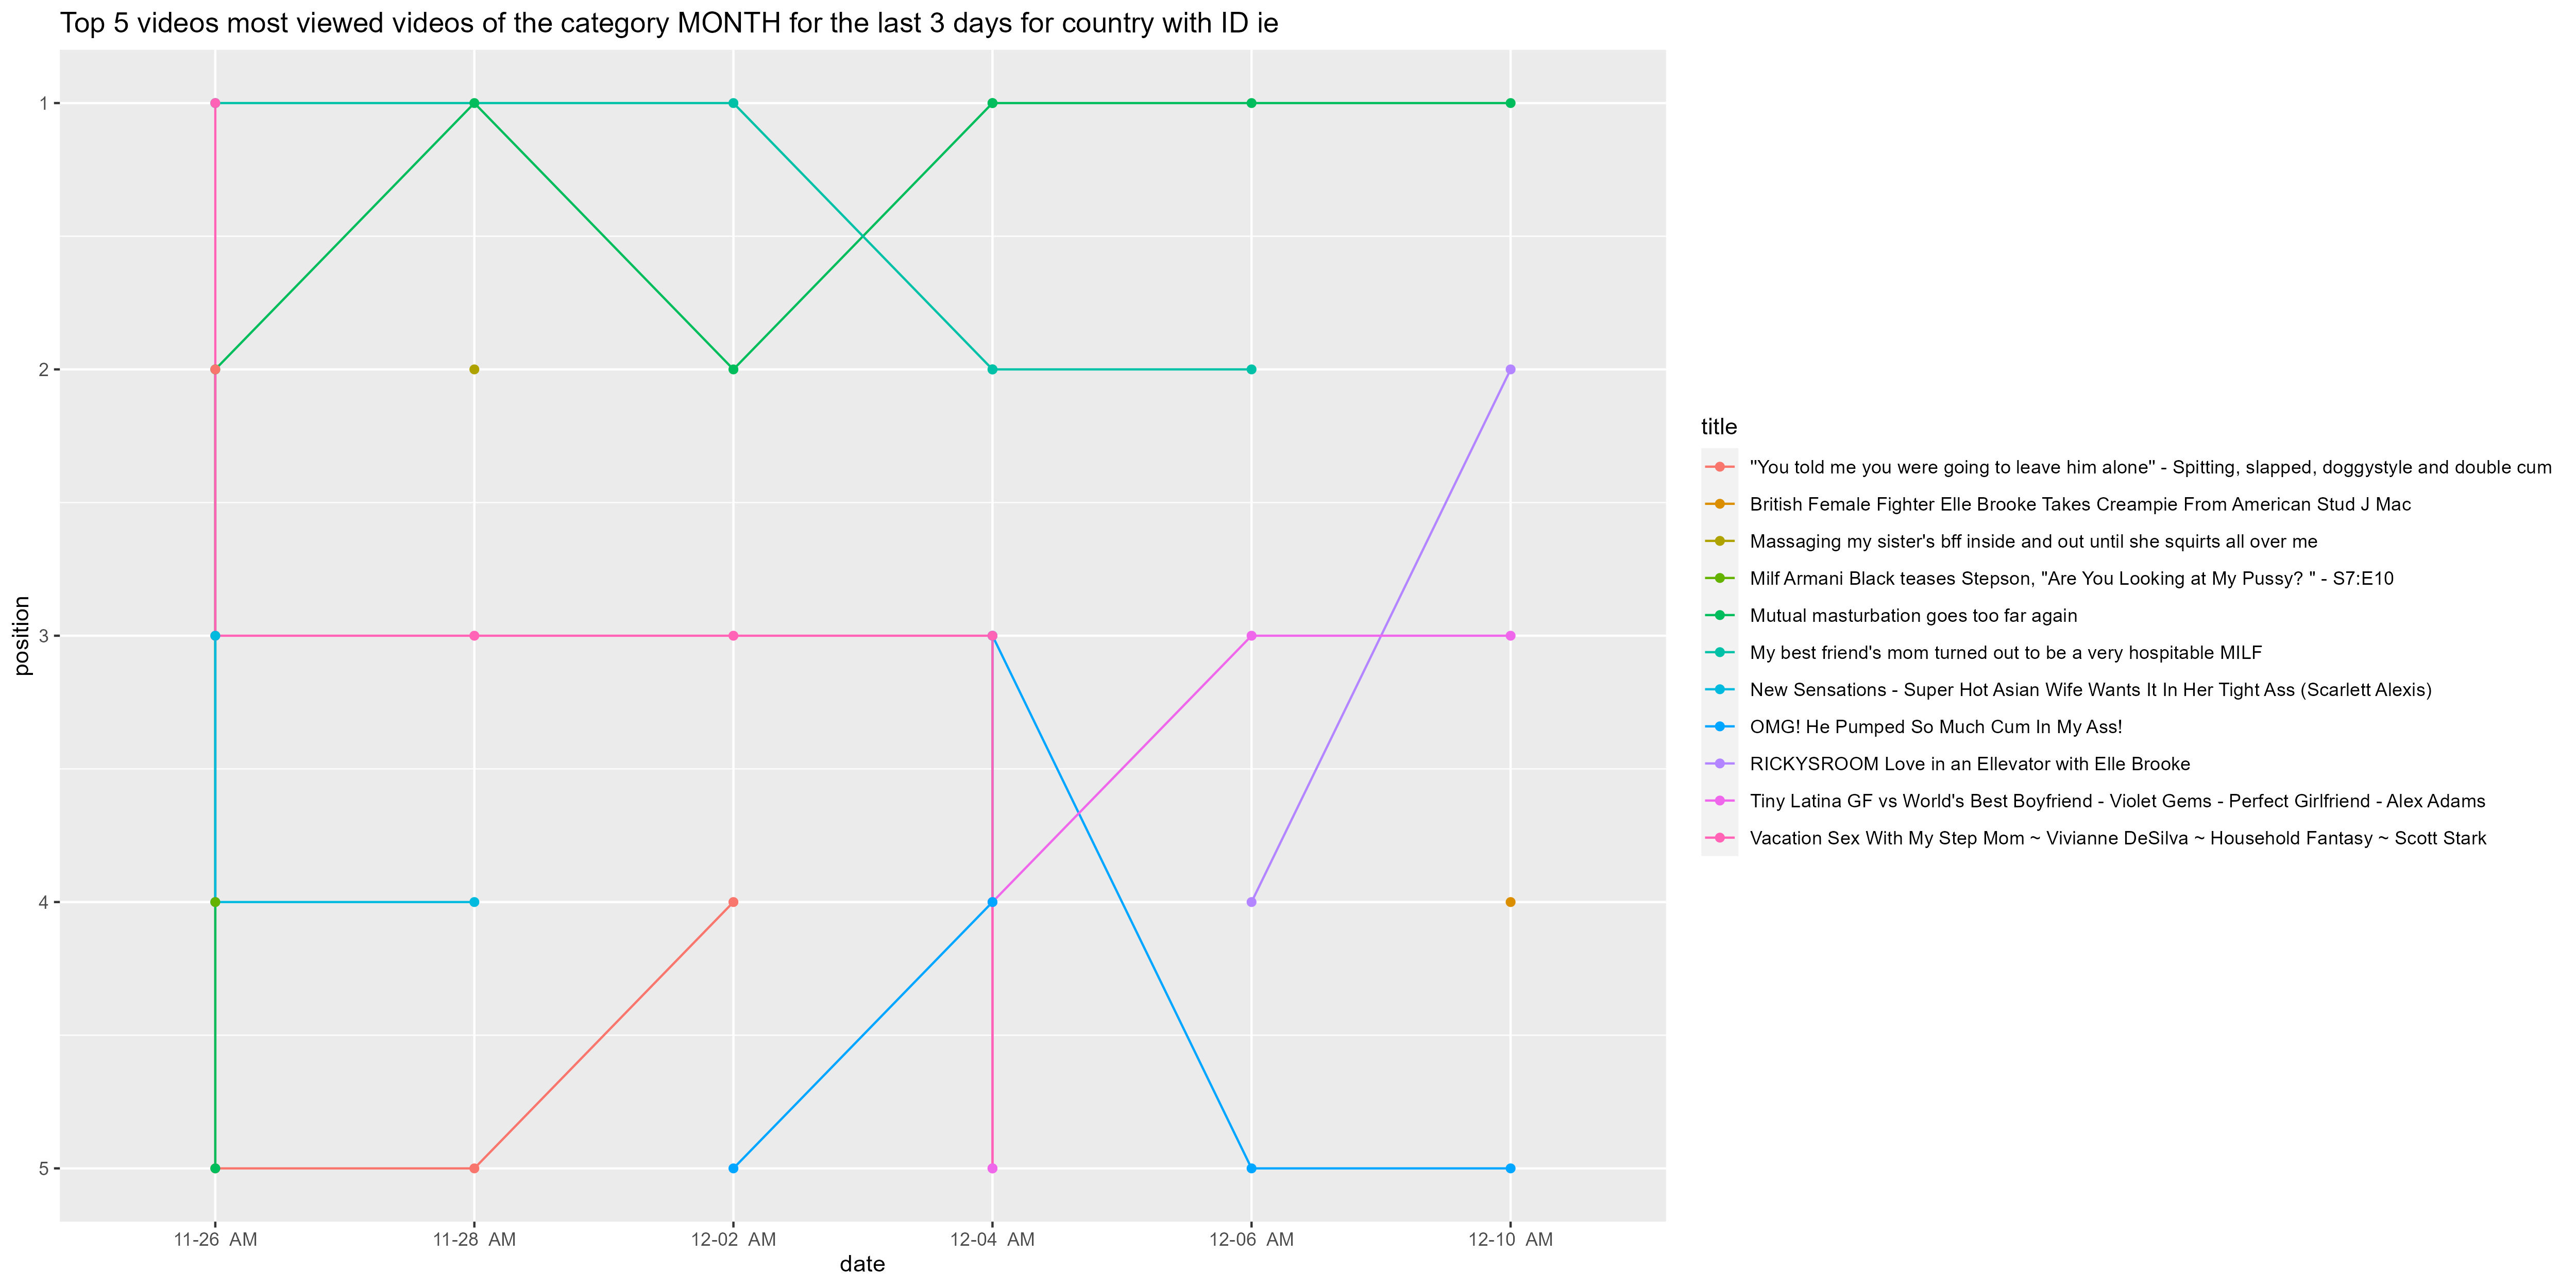 Top 5 videos most viewed videos of the category MONTH for the last 3 days for country with ID ie
position
1
2
3
4
5
11-26 AM
11-28 AM
12-02 AM
12-04 AM
12-06 AM
12-10 AM
date
title
"You told me you were going to leave him alone" - Spitting, slapped, doggystyle and double cum
British Female Fighter Elle Brooke Takes Creampie From American Stud J Mac
Massaging my sister's bff inside and out until she squirts all over me
Milf Armani Black teases Stepson, "Are You Looking at My Pussy? " - S7:E10
Mutual masturbation goes too far again
My best friend's mom turned out to be a very hospitable MILF
New Sensations - Super Hot Asian Wife Wants It In Her Tight Ass (Scarlett Alexis)
OMG! He Pumped So Much Cum In My Ass!
RICKYSROOM Love in an Ellevator with Elle Brooke
Tiny Latina GF vs World's Best Boyfriend - Violet Gems - Perfect Girlfriend - Alex Adams
Vacation Sex With My Step Mom ~ Vivianne DeSilva ~ Household Fantasy ~ Scott Stark